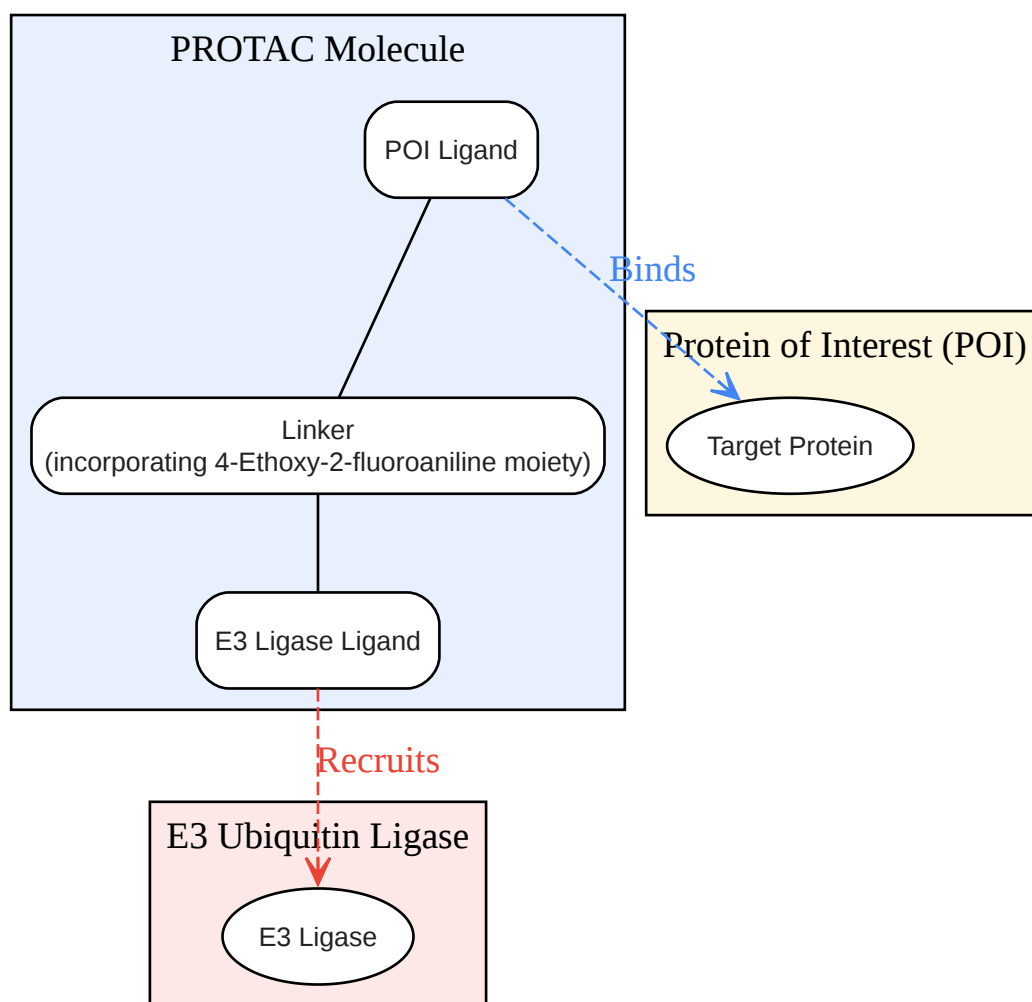 PROTAC Molecule
POI Ligand
Binds
Protein of Interest (POI)
Linker
(incorporating 4-Ethoxy-2-fluoroaniline moiety)
Target Protein
E3 Ligase Ligand
Recruits
E3 Ubiquitin Ligase
E3 Ligase